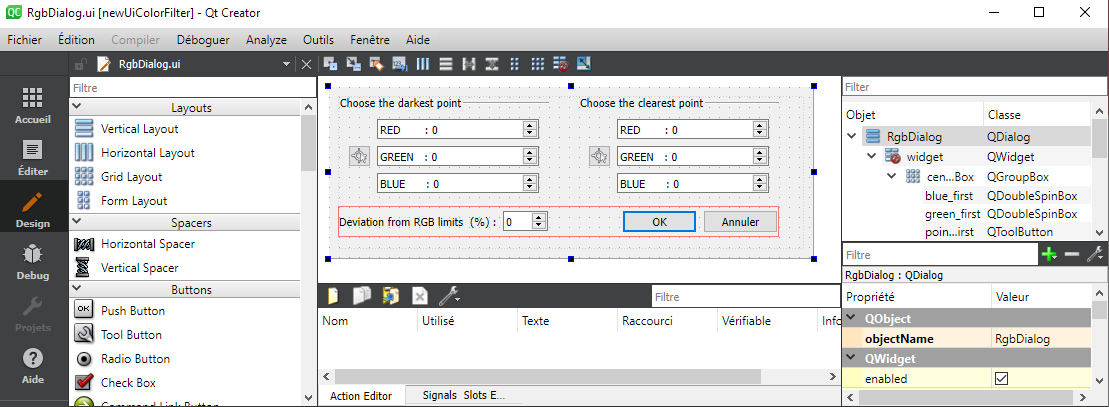 RgbDialog.ui [newUiColorFilter] - Qt Creator
Fichier Édition Compiler Déboguer Analyze Outils Fenêtre Aide
RgbDialog.ui
Accueil
Éditer
Design
Debug
Projets
Aide
Filtre
Layouts
Vertical Layout
Horizontal Layout
Grid Layout
Form Layout
Spacers
Horizontal Spacer
Vertical Spacer
Buttons
OK Push Button
Tool Button
Radio Button
Check Box
Command Link Button
Choose the darkest point
RED : 0
GREEN : 0
BLUE : 0
Choose the clearest point
RED : 0
GREEN : 0
BLUE : 0
Deviation from RGB limits (%) : 0 OK Annuler
Filtre
Nom Utilisé Texte Raccourci Vérifiable Info
Action Editor Signals Slots E...
Filter
Objet Classe
RgbDialog QDialog
widget QWidget
cen...Box QGroupBox
blue_first QDoubleSpinBox
green_first QDoubleSpinBox
poin...irst QToolButton
Filtre
RgbDialog : QDialog
Propriété Valeur
QObject
objectName RgbDialog
QWidget
enabled